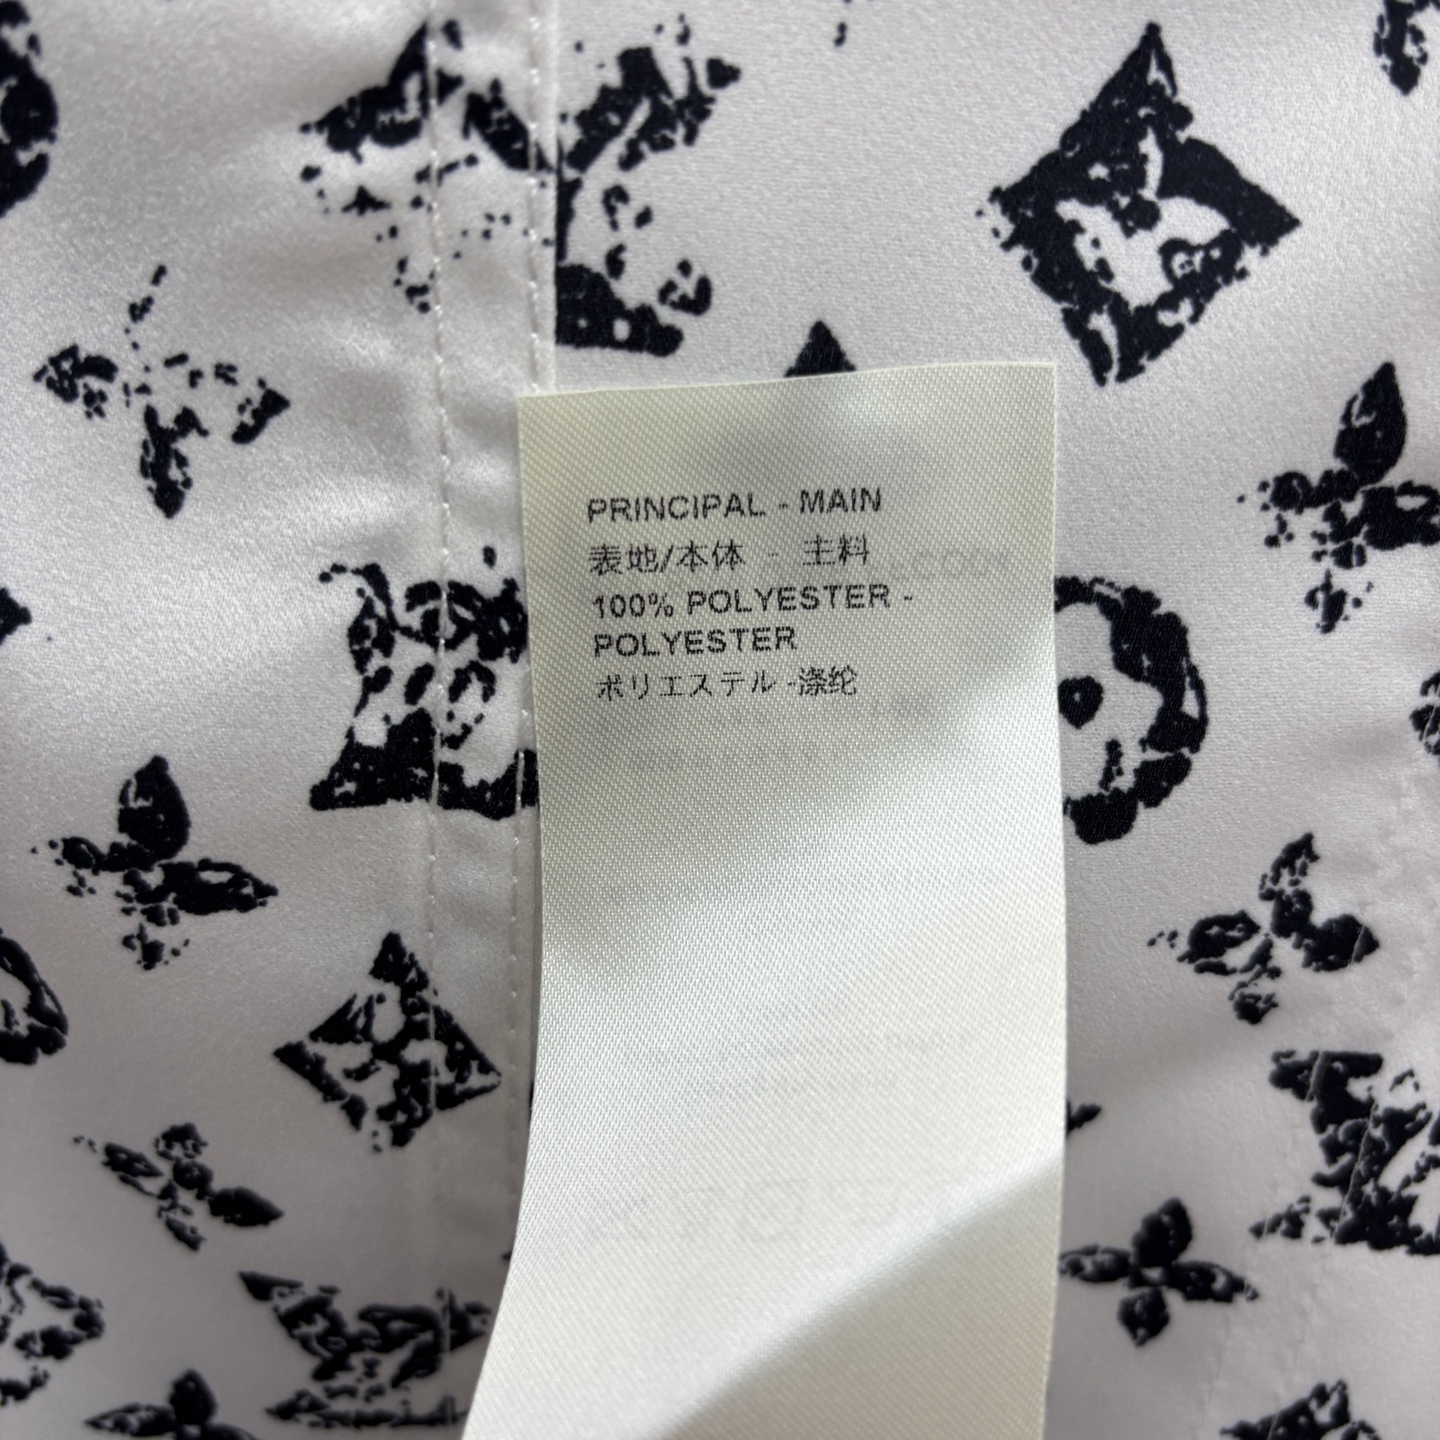 PRINCIPAL - MAIN
表地/本体 - 主料
100% POLYESTER -
POLYESTER
ポリエステル -涤纶